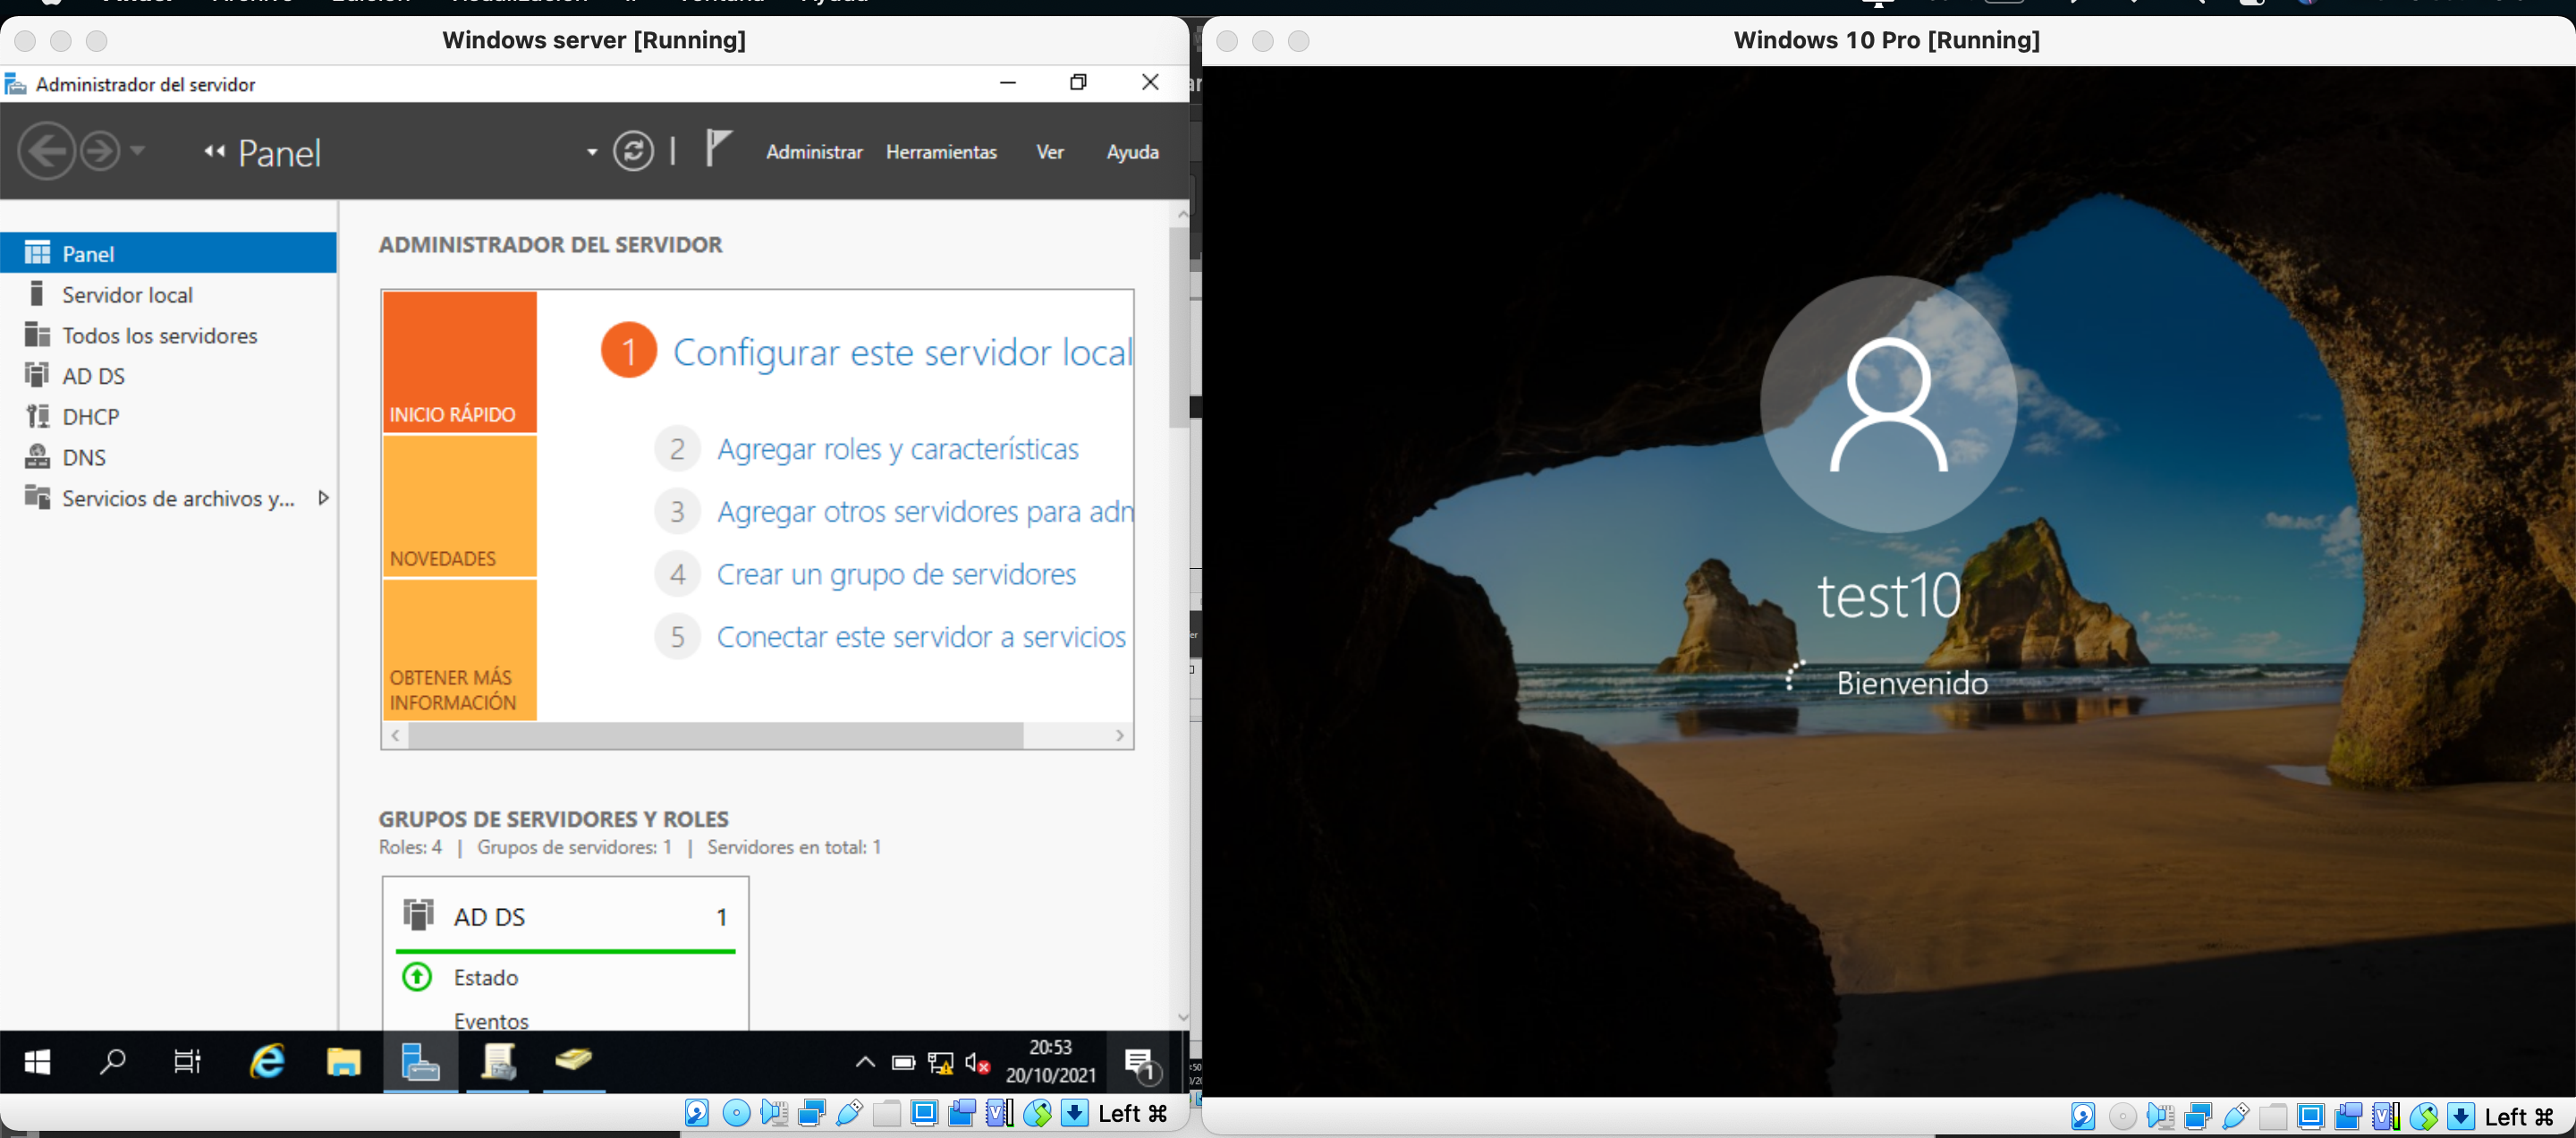 Windows server [Running]
Administrador del servidor
Panel
Administrar Herramientas Ver Ayuda
Panel
Servidor local
Todos los servidores
AD DS
DHCP
DNS
Servicios de archivos y...
ADMINISTRADOR DEL SERVIDOR
INICIO RÁPIDO
NOVEDADES
OBTENER MÁS
INFORMACIÓN
1 Configurar este servidor local
2 Agregar roles y características
3 Agregar otros servidores para adn
4 Crear un grupo de servidores
5 Conectar este servidor a servicios
GRUPOS DE SERVIDORES Y ROLES
Roles: 4 | Grupos de servidores: 1 | Servidores en total: 1
AD DS 1
Estado
Eventos
20:53
20/10/2021
1
Left ⌘
Windows 10 Pro [Running]
test10
Bienvenido
Left ⌘